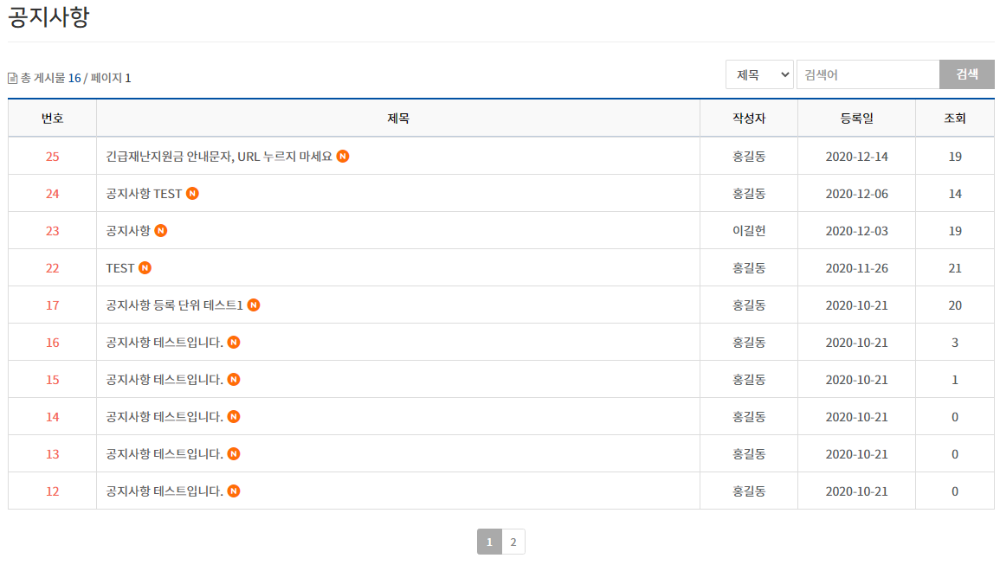 공지사항
총 게시물 16 / 페이지 1
제목 검색어 검색
번호 제목 작성자 등록일 조회
25 긴급재난지원금 안내문자, URL 누르지 마세요 N 홍길동 2020-12-14 19
24 공지사항 TEST N 홍길동 2020-12-06 14
23 공지사항 N 이길헌 2020-12-03 19
22 TEST N 홍길동 2020-11-26 21
17 공지사항 등록 단위 테스트1 N 홍길동 2020-10-21 20
16 공지사항 테스트입니다. N 홍길동 2020-10-21 3
15 공지사항 테스트입니다. N 홍길동 2020-10-21 1
14 공지사항 테스트입니다. N 홍길동 2020-10-21 0
13 공지사항 테스트입니다. N 홍길동 2020-10-21 0
12 공지사항 테스트입니다. N 홍길동 2020-10-21 0
1 2